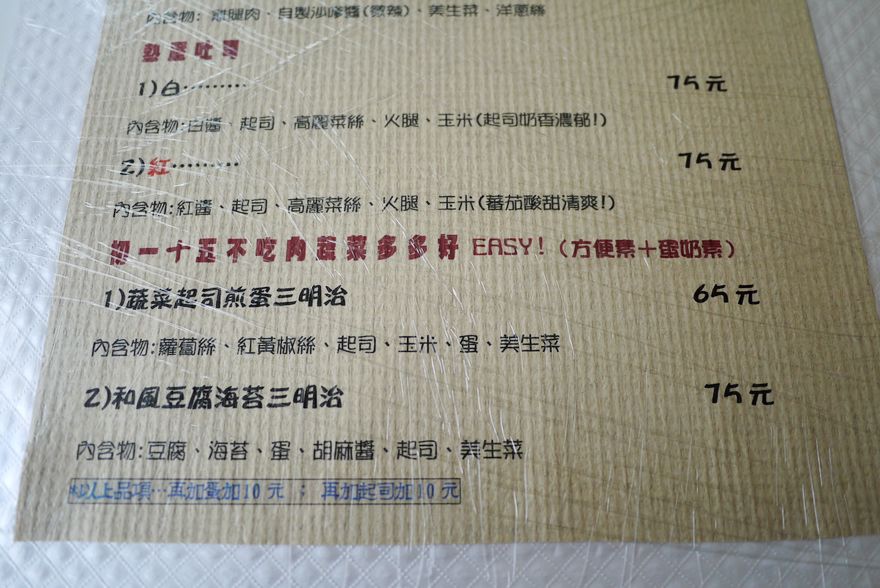 內含物: 雞腿肉、自製沙嗲醬(微辣)、美生菜、洋蔥絲
熱壓吐司
1)白……… 75元
內含物:白醬、起司、高麗菜絲、火腿、玉米(起司奶香濃郁!)
2)紅……… 75元
內含物:紅醬、起司、高麗菜絲、火腿、玉米(蕃茄酸甜清爽!)
初一十五不吃肉蔬菜多多好 EASY! (方便素+蛋奶素)
1)蔬菜起司煎蛋三明治 65元
內含物:蘿蔔絲、紅黃椒絲、起司、玉米、蛋、美生菜
2)和風豆腐海苔三明治 75元
內含物:豆腐、海苔、蛋、胡麻醬、起司、美生菜
*以上品項…再加蛋加10元 ; 再加起司加10元